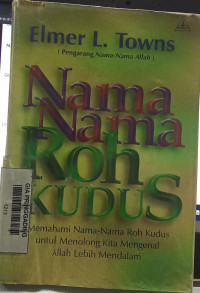 Elmer L. Towns
( Pengarang Nama-Nama Allah )
Nama
Nama
Roh
KUDUS
Memahami Nama-Nama Roh Kudus
untuk Menolong Kita Mengenal
Allah Lebih Mendalam